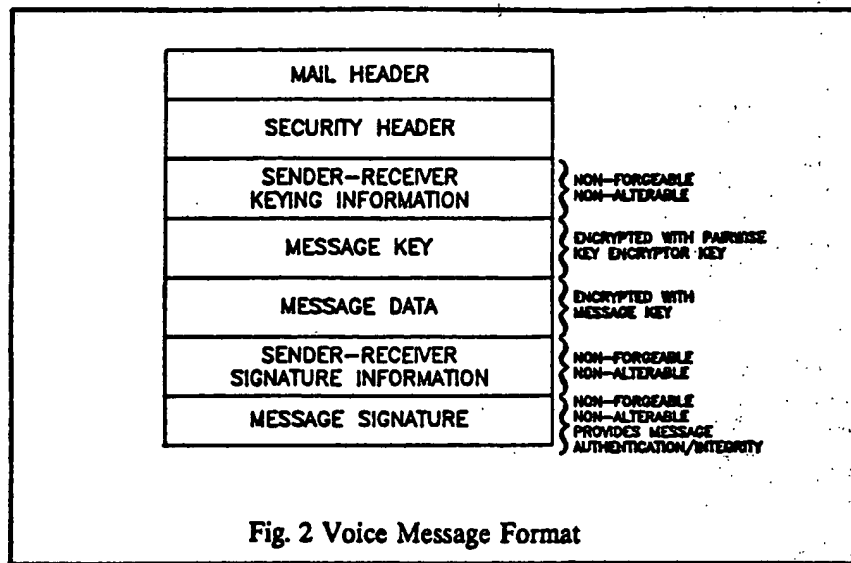 MAIL HEADER
SECURITY HEADER
SENDER-RECEIVER
KEYING INFORMATION
NON-FORGEABLE
NON-ALTERABLE
MESSAGE KEY
ENCRYPTED WITH PAIRWISE
KEY ENCRYPTOR KEY
MESSAGE DATA
ENCRYPTED WITH
MESSAGE KEY
SENDER-RECEIVER
SIGNATURE INFORMATION
NON-FORGEABLE
NON-ALTERABLE
MESSAGE SIGNATURE
NON-FORGEABLE
NON-ALTERABLE
PROVIDES MESSAGE
AUTHENTICATION/INTEGRITY
Fig. 2 Voice Message Format